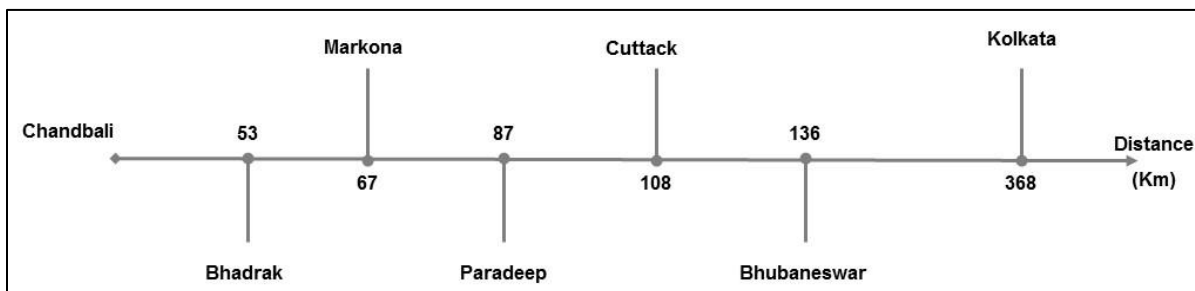 Markona
Cuttack
Kolkata
Chandbali
53
87
136
Distance
67
108
368
(Km)
Bhadrak
Paradeep
Bhubaneswar